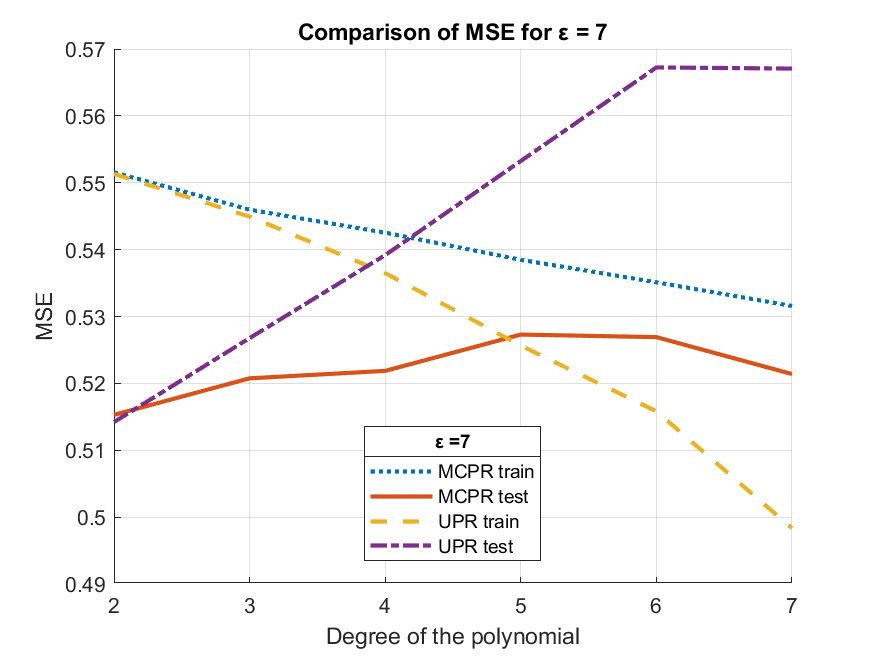 Comparison of MSE for ε = 7
0.57
0.56
0.55
0.54
0.53
0.52
0.51
0.5
0.49
MSE
ε =7
MCPR train
MCPR test
UPR train
UPR test
2 3 4 5 6 7
Degree of the polynomial